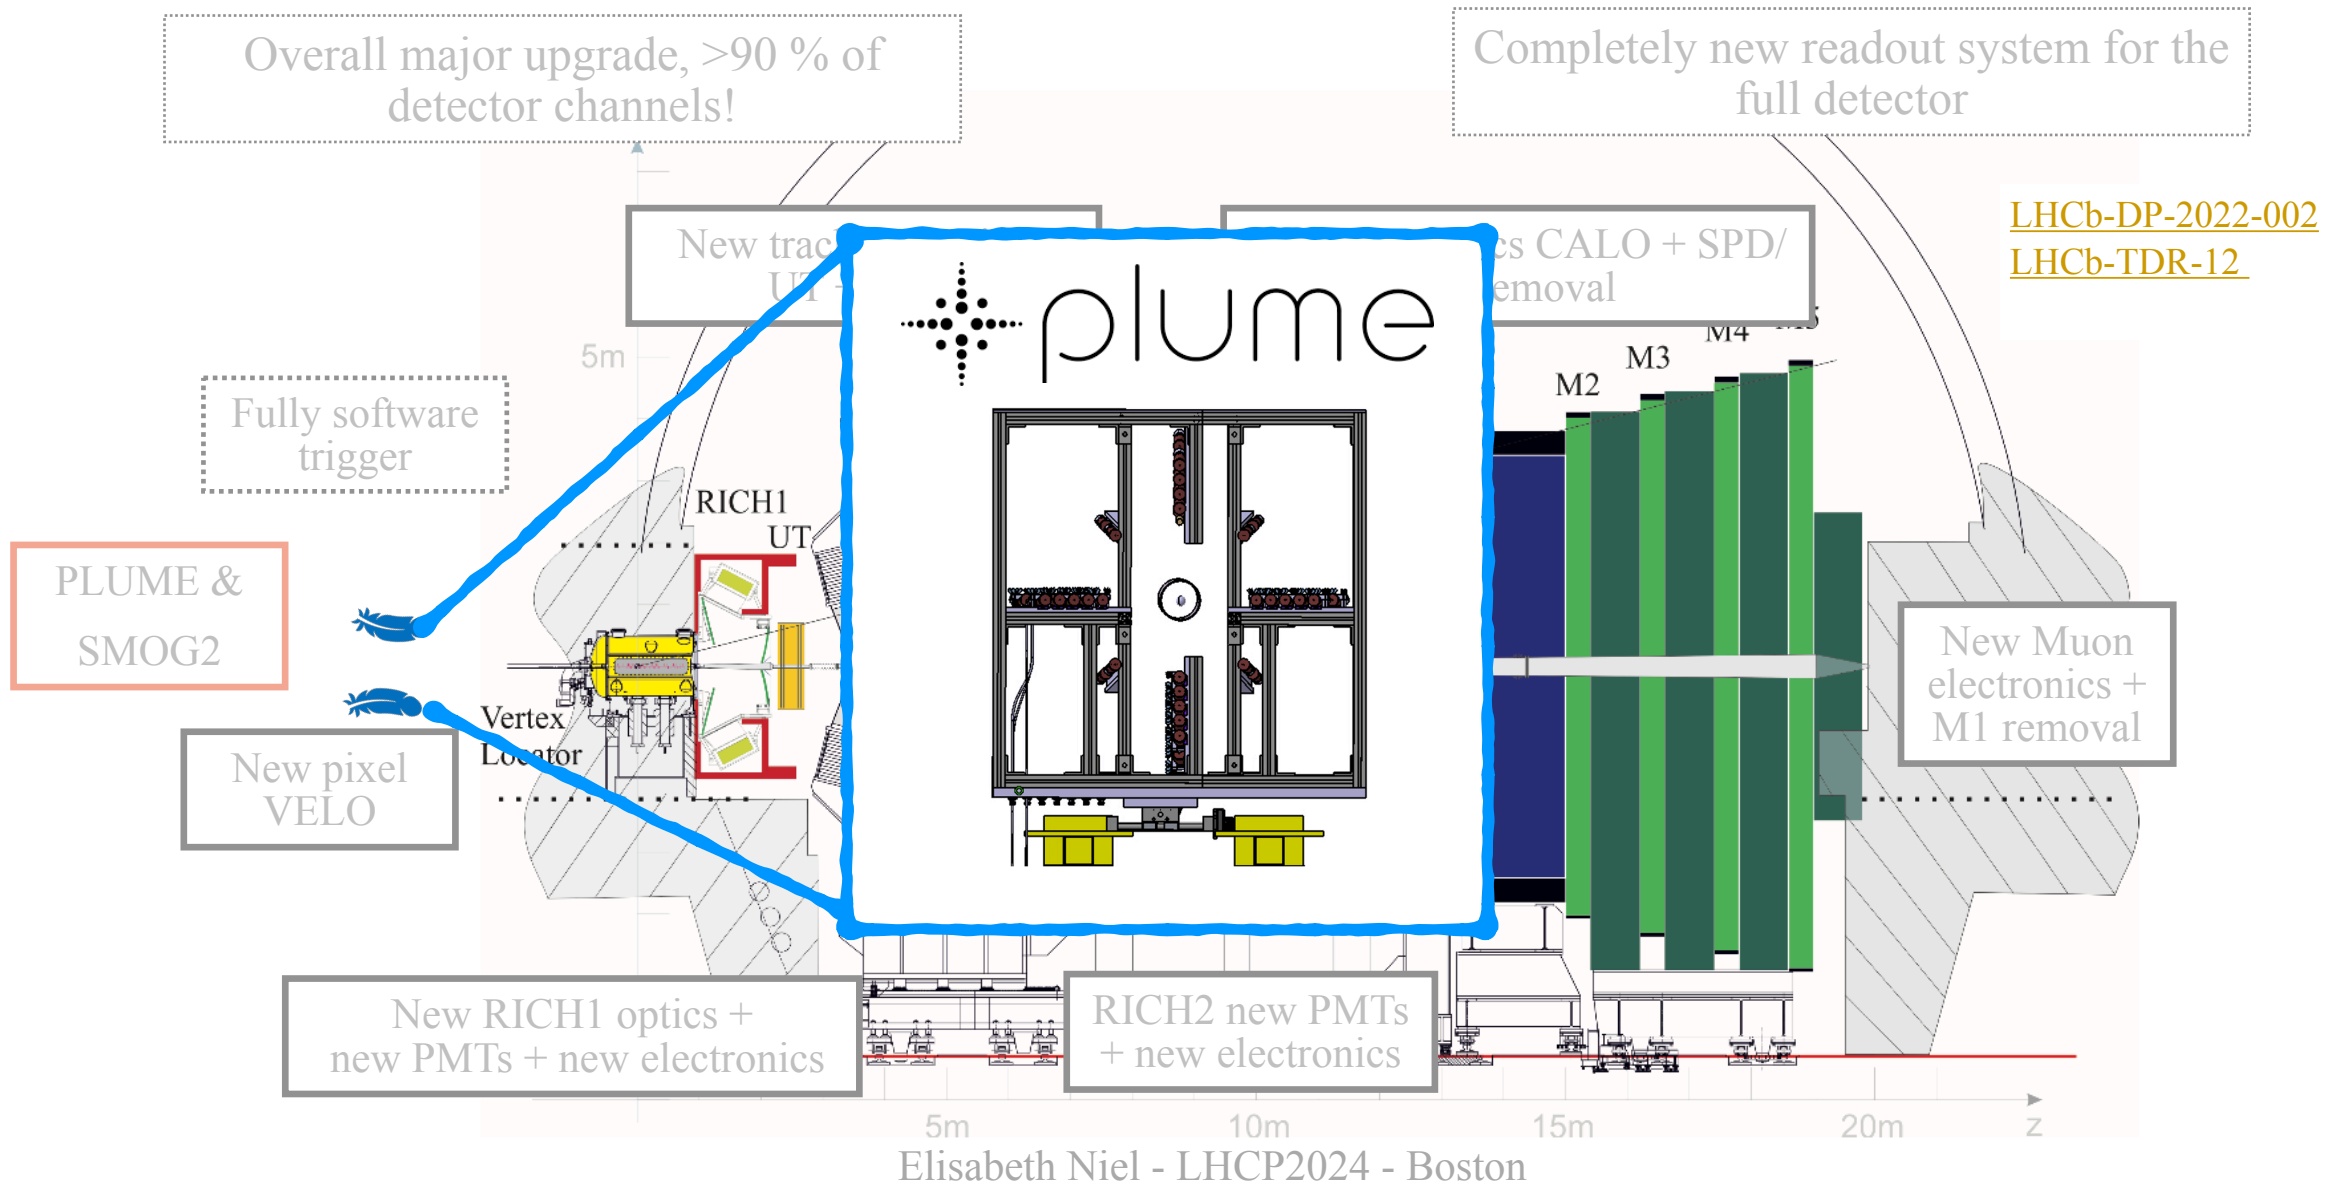 Overall major upgrade, >90 % of
detector channels!
Completely new readout system for the
full detector
LHCb-DP-2022-002
LHCb-TDR-12
New
UT
CALO + SPD/
plume
M5
M4
M3
M2
5m
Fully software
trigger
RICH1
UT
PLUME &
SMOG2
Vertex
Locator
New pixel
VELO
New Muon
electronics +
M1 removal
New RICH1 optics +
new PMTs + new electronics
RICH2 new PMTs
+ new electronics
5m
10m
15m
20m
z
Elisabeth Niel - LHCP2024 - Boston